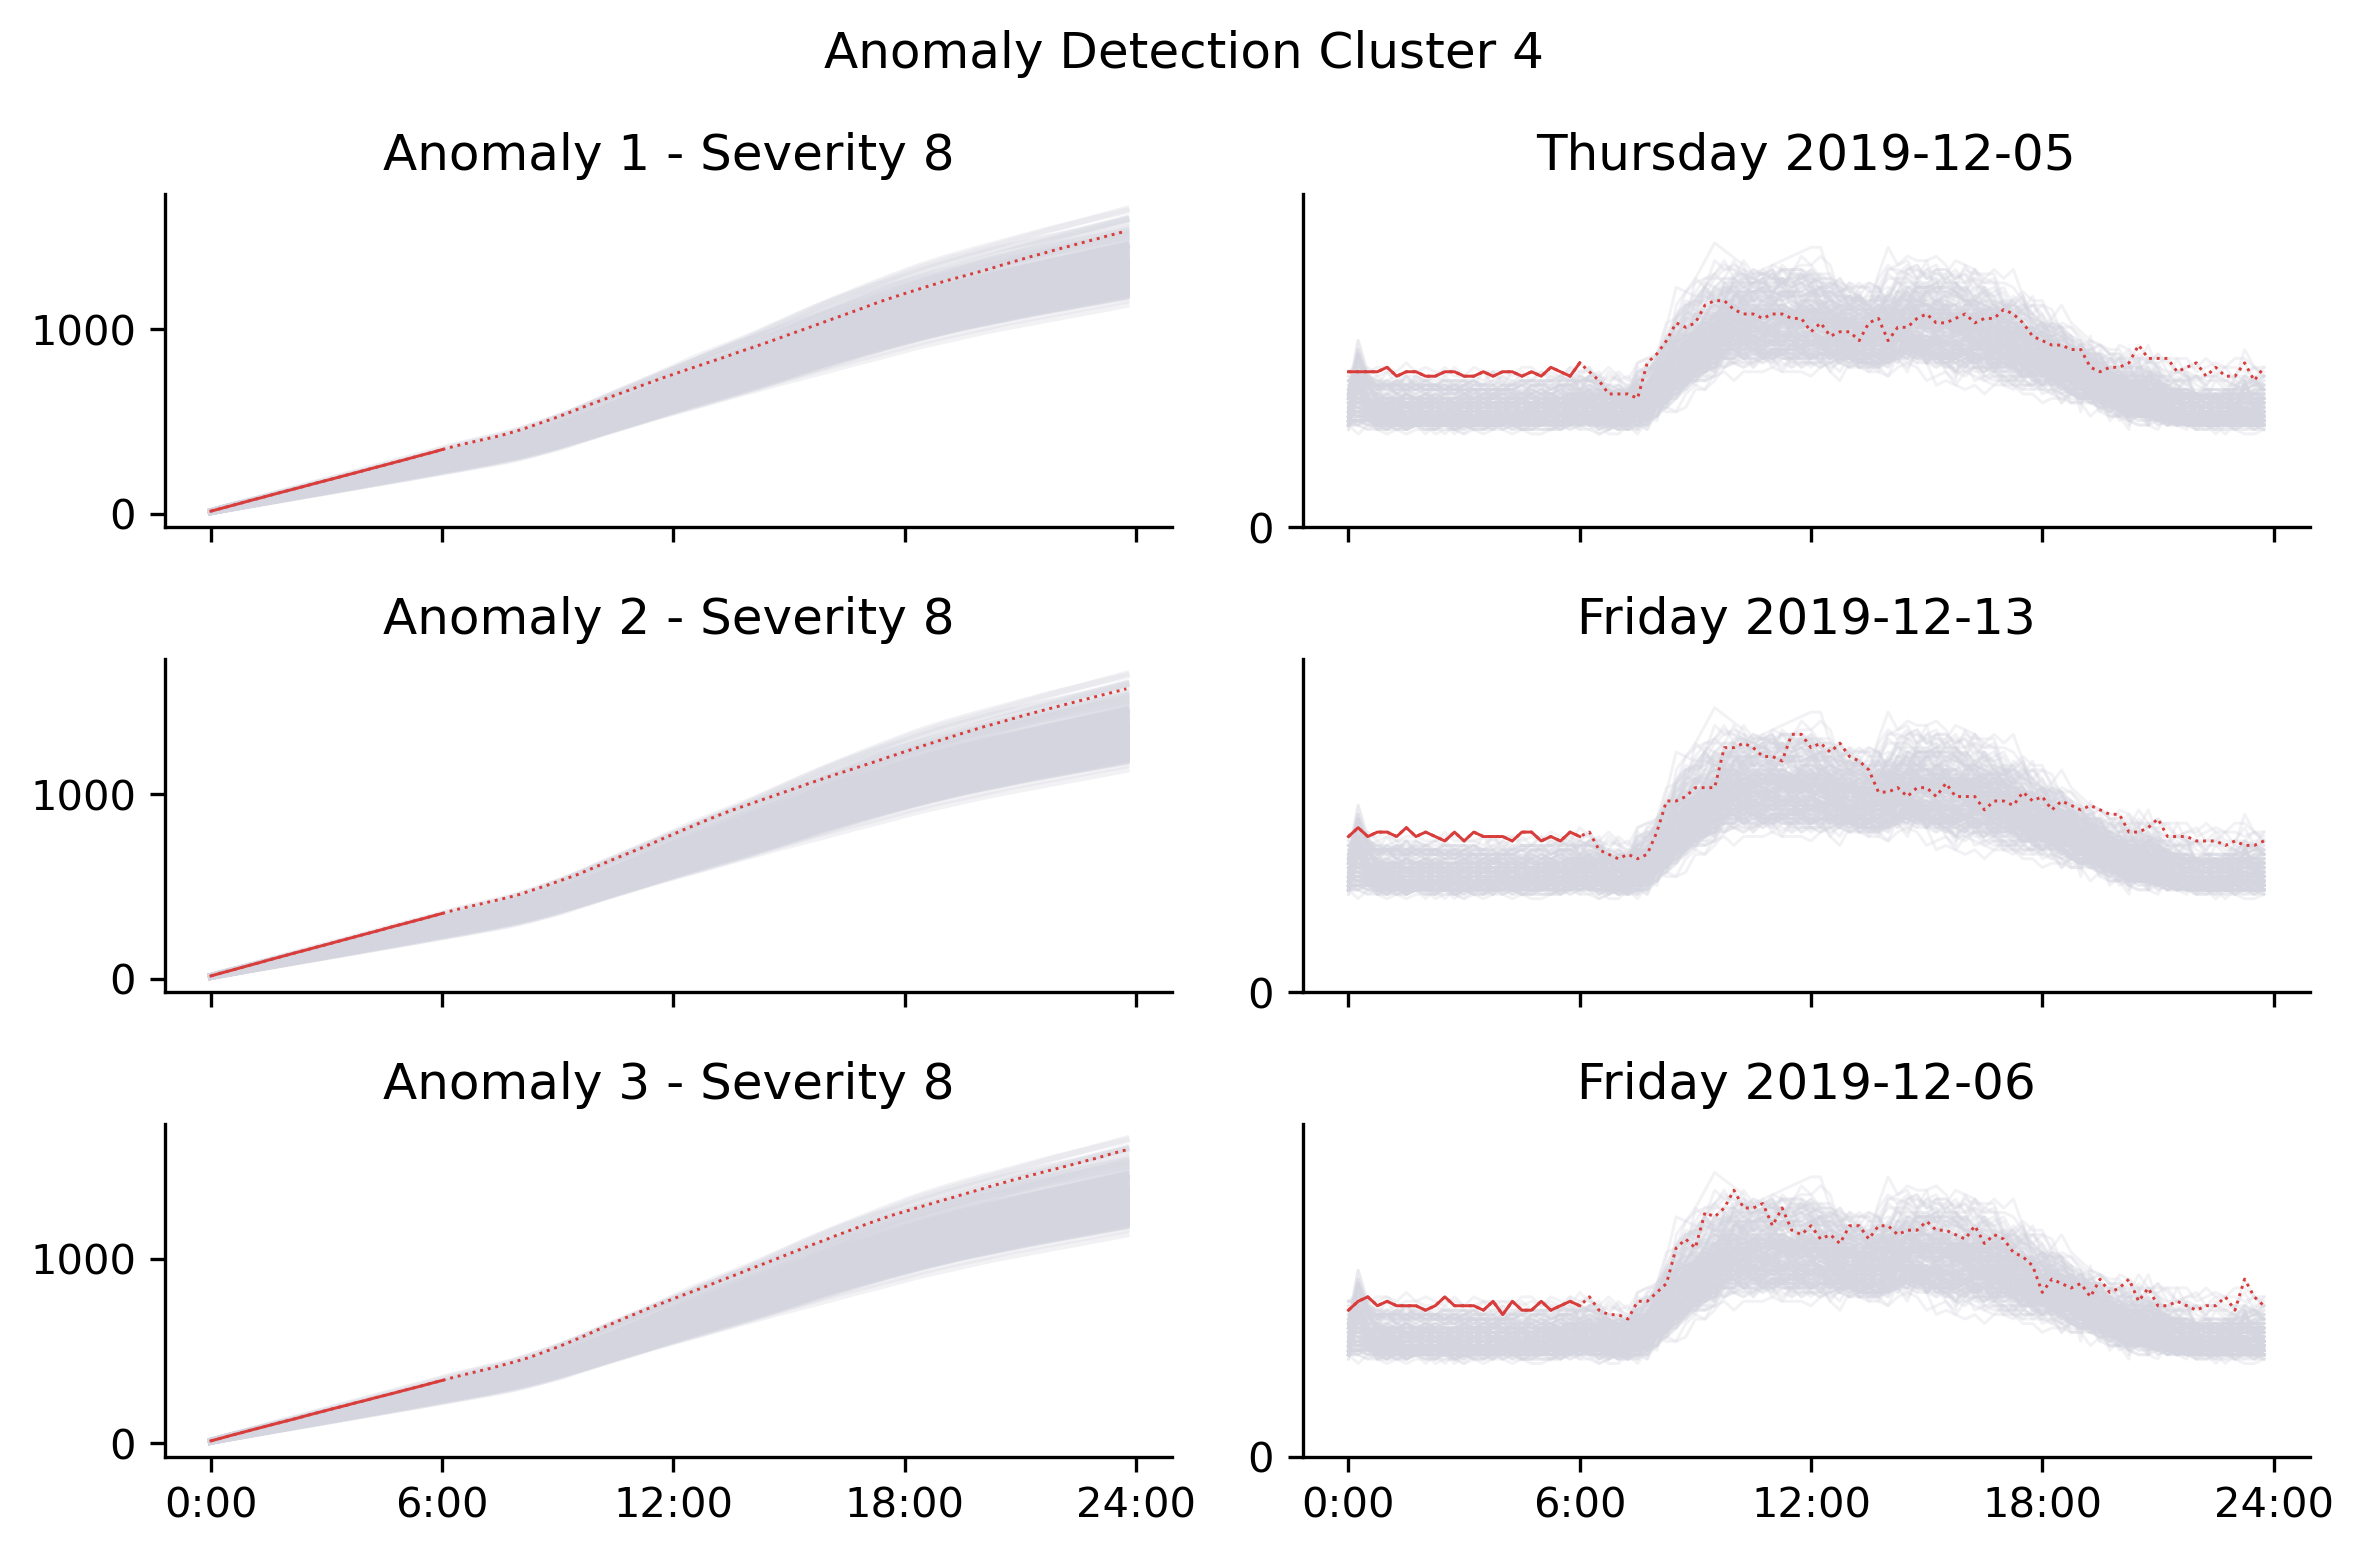 Anomaly Detection Cluster 4
Anomaly 1 - Severity 8
Thursday 2019-12-05
1000
0
0
Anomaly 2 - Severity 8
Friday 2019-12-13
1000
0
0
Anomaly 3 - Severity 8
Friday 2019-12-06
1000
0
0
0:00 6:00 12:00 18:00 24:00
0:00 6:00 12:00 18:00 24:00